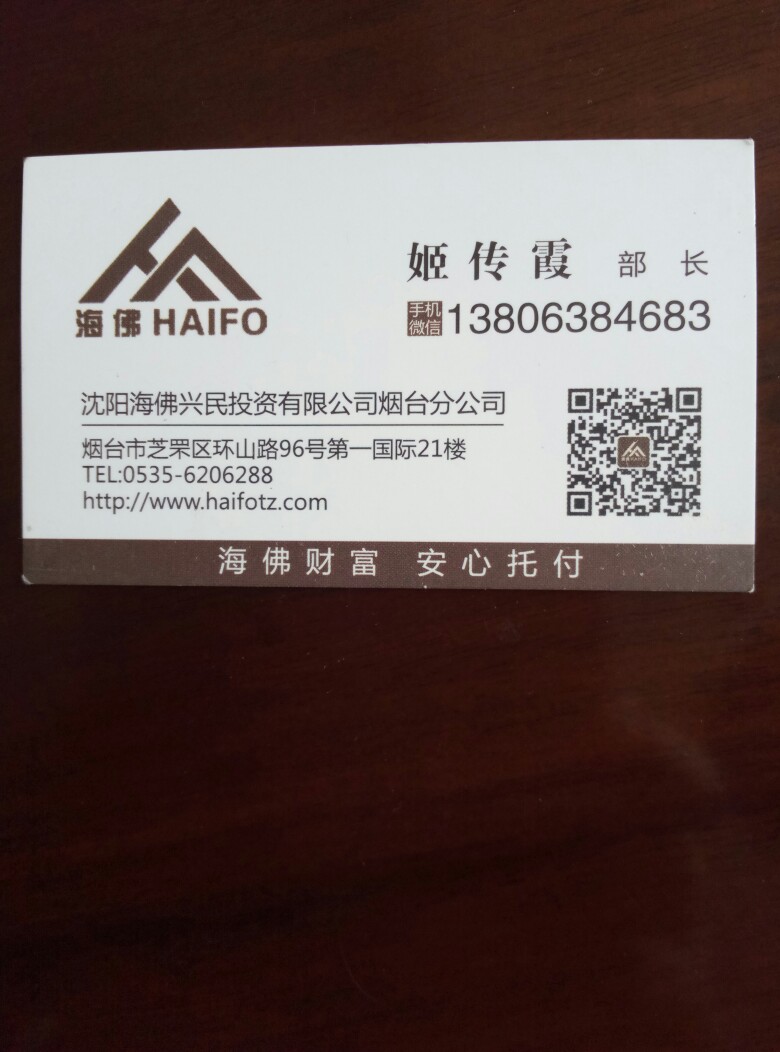 海佛 HAIFO
姬传霞 部长
手机
微信 13806384683
沈阳海佛兴民投资有限公司烟台分公司
烟台市芝罘区环山路96号第一国际21楼
TEL:0535-6206288
http://www.haifotz.com
海佛财富 安心托付